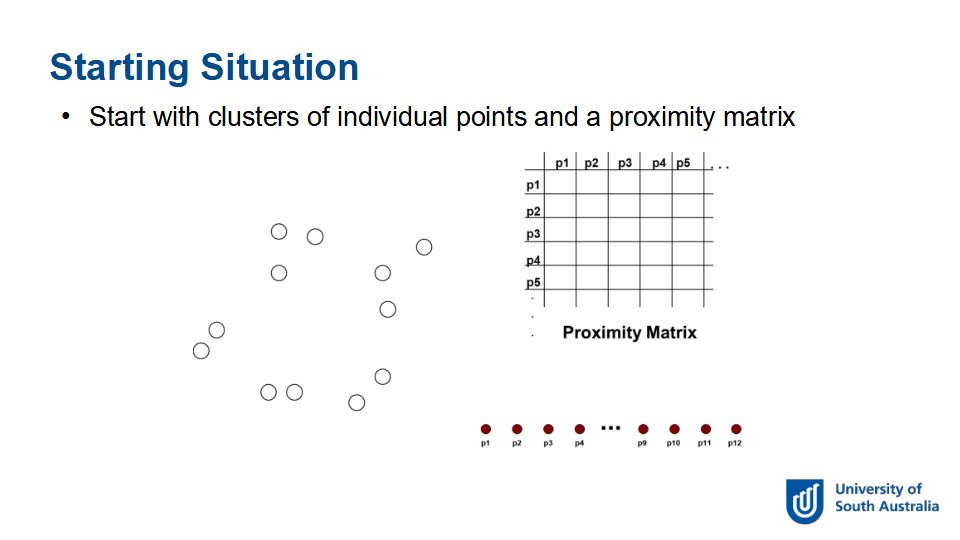 Starting Situation
• Start with clusters of individual points and a proximity matrix
p1 p2 p3 p4 p5 ...
p1
p2
p3
p4
p5
.
.
.
Proximity Matrix
...
p1 p2 p3 p4 p9 p10 p11 p12
University of
South Australia